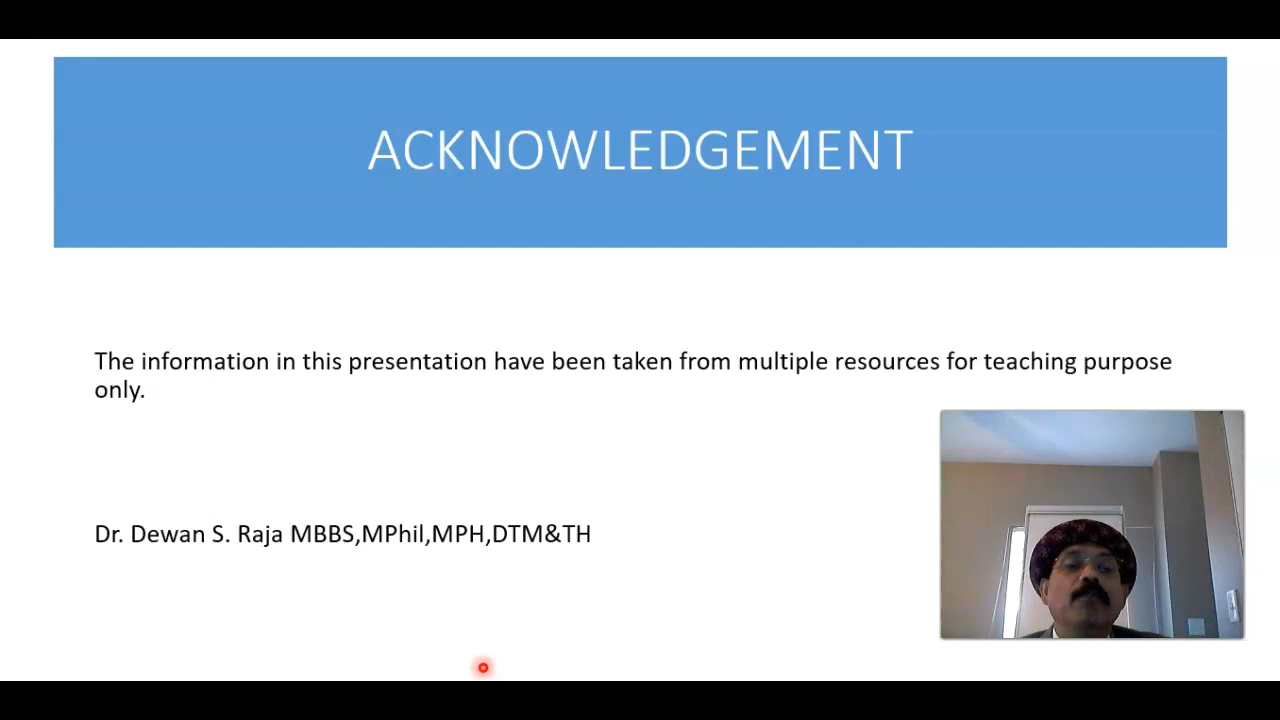 ACKNOWLEDGEMENT
The information in this presentation have been taken from multiple resources for teaching purpose
only.
Dr. Dewan S. Raja MBBS,MPhil,MPH,DTM&TH